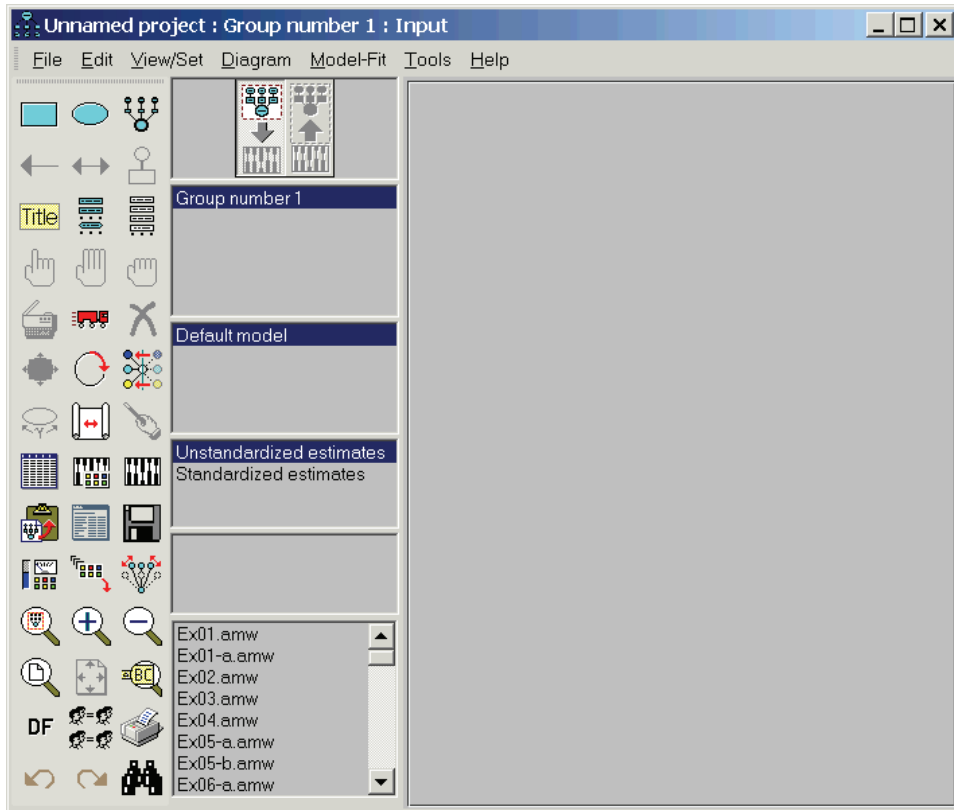 Unnamed project : Group number 1 : Input
File Edit View/Set Diagram Model-Fit Tools Help
Title
Group number 1
Default model
Unstandardized estimates
Standardized estimates
Ex01.amw
Ex01-a.amw
Ex02.amw
Ex03.amw
Ex04.amw
Ex05-a.amw
Ex05-b.amw
Ex06-a.amw
BC
DF